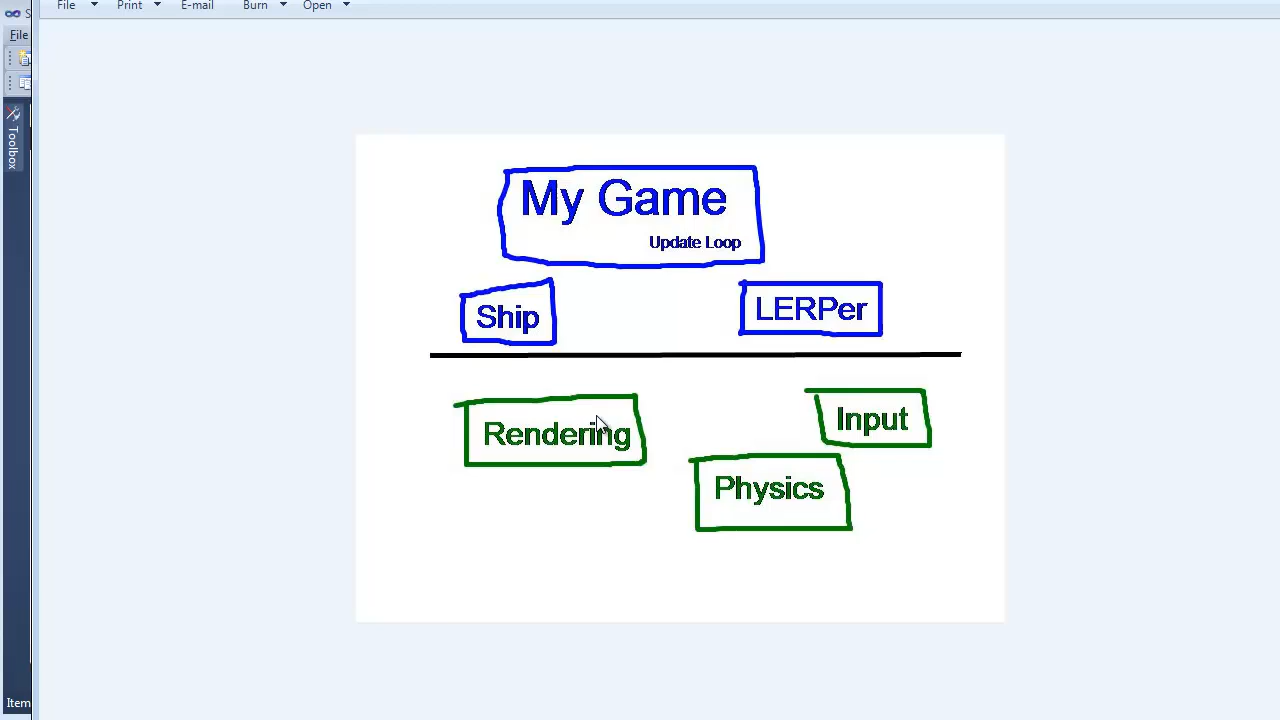 File Print E-mail Burn Open
S
File
Toolbox
My Game
Update Loop
Ship
LERPer
Rendering
Input
Physics
Item